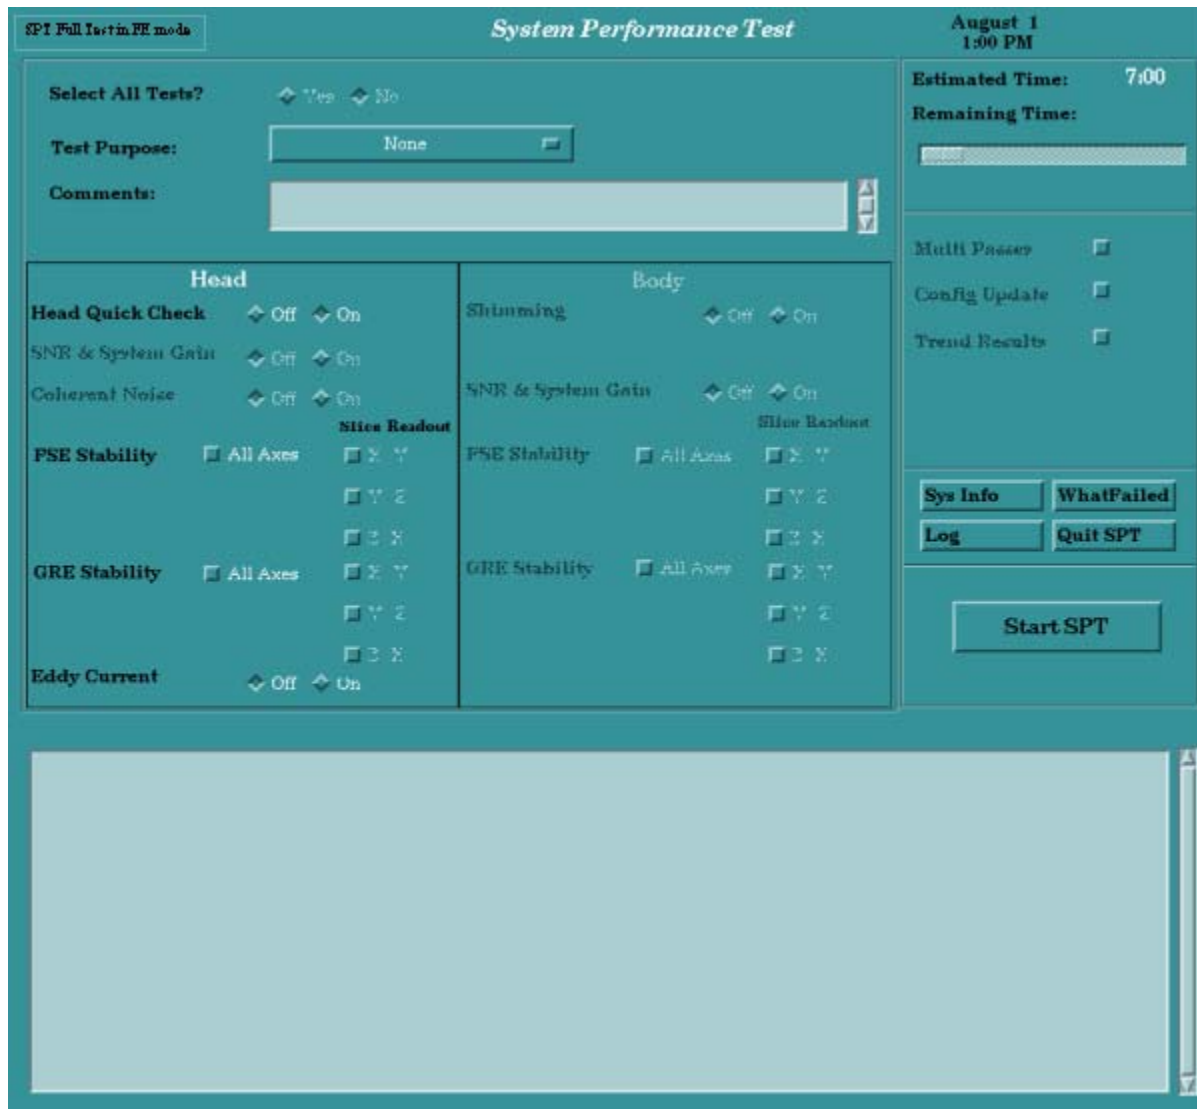 SPT Full Test in FE mode
System Performance Test
August 1
1:00 PM
Select All Tests? Yes No
Test Purpose: None
Comments:
Estimated Time: 7:00
Remaining Time:
Multi Passes
Config Update
Trend Results
Sys Info WhatFailed
Log Quit SPT
Start SPT
Head
Head Quick Check Off On
SNR & System Gain Off On
Coherent Noise Off On
Slice Readout
FSE Stability All Axes X Y
Y Z
Z X
GRE Stability All Axes X Y
Y Z
Z X
Eddy Current Off On
Body
Shimming Off On
SNR & System Gain Off On
Slice Readout
FSE Stability All Axes X Y
Y Z
Z X
GRE Stability All Axes X Y
Y Z
Z X